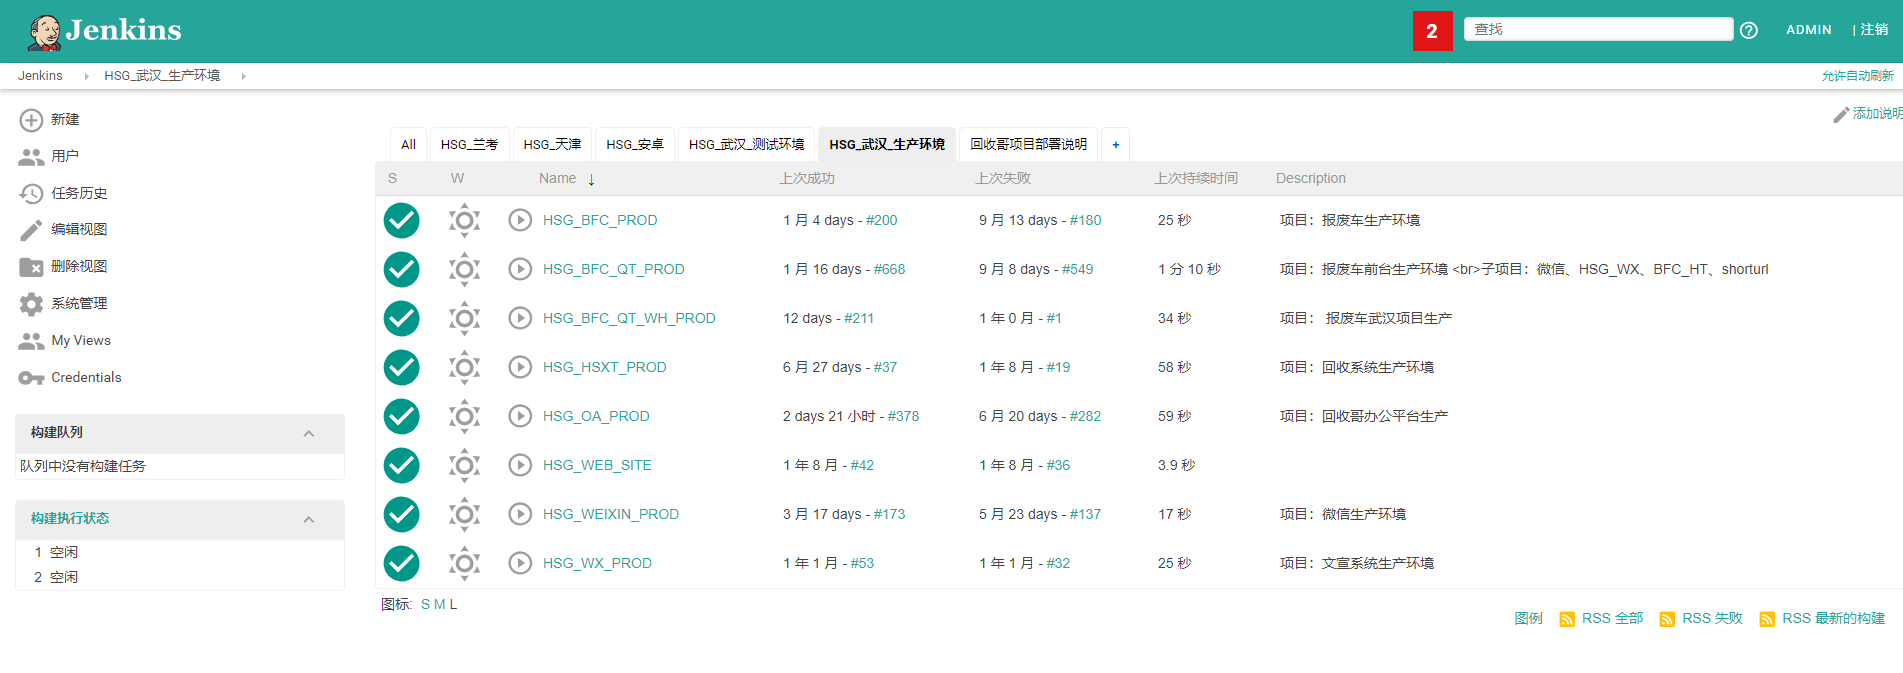 Jenkins
2
查找
ADMIN
| 注销
Jenkins HSG_武汉_生产环境
允许自动刷新
新建
用户
任务历史
编辑视图
删除视图
系统管理
My Views
Credentials
构建队列
队列中没有构建任务
构建执行状态
1 空闲
2 空闲
添加说明
All HSG_兰考 HSG_天津 HSG_安卓 HSG_武汉_测试环境 HSG_武汉_生产环境 回收哥项目部署说明 +
S W Name ↓ 上次成功 上次失败 上次持续时间 Description
HSG_BFC_PROD 1 月 4 days - #200 9 月 13 days - #180 25 秒 项目：报废车生产环境
HSG_BFC_QT_PROD 1 月 16 days - #668 9 月 8 days - #549 1 分 10 秒 项目：报废车前台生产环境 <br>子项目：微信、HSG_WX、BFC_HT、shorturl
HSG_BFC_QT_WH_PROD 12 days - #211 1 年 0 月 - #1 34 秒 项目： 报废车武汉项目生产
HSG_HSXT_PROD 6 月 27 days - #37 1 年 8 月 - #19 58 秒 项目：回收系统生产环境
HSG_OA_PROD 2 days 21 小时 - #378 6 月 20 days - #282 59 秒 项目：回收哥办公平台生产
HSG_WEB_SITE 1 年 8 月 - #42 1 年 8 月 - #36 3.9 秒
HSG_WEIXIN_PROD 3 月 17 days - #173 5 月 23 days - #137 17 秒 项目：微信生产环境
HSG_WX_PROD 1 年 1 月 - #53 1 年 1 月 - #32 25 秒 项目：文宣系统生产环境
图标: S M L
图例 RSS 全部 RSS 失败 RSS 最新的构建